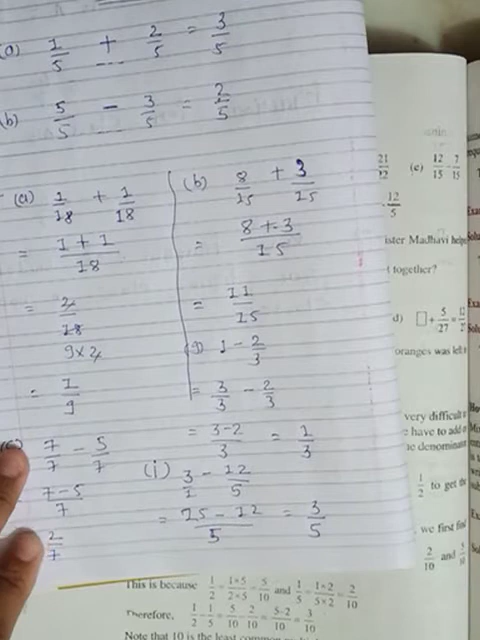 (a) 1/5 + 2/5 = 3/5
(b) 5/5 - 3/5 = 2/5
(a) 1/18 + 1/18
= 1+1/18
= 2/18
9×2
= 1/9
(c) 7/7 - 5/7
7-5/7
2/7
(b) 8/15 + 3/15
= 8+3/15
= 11/15
1 - 2/3
= 3/3 - 2/3
= 3-2/3 = 1/3
(i) 3/1 - 12/5
= 15-12/5 = 3/5
21/22 (e) 12/15 - 7/15
12/5
ister Madhavi helpe
together?
d) □ + 5/27 = 12/2
oranges was left
very difficult
have to add
denominat
1/2 to get the
we first find
2/10 and 5/10
This is because 1/2 = 1×5/2×5 = 5/10 and 1/5 = 1×2/5×2 = 2/10
Therefore, 1/2 - 1/5 = 5/10 - 2/10 = 5-2/10 = 3/10
Note that 10 is the least common